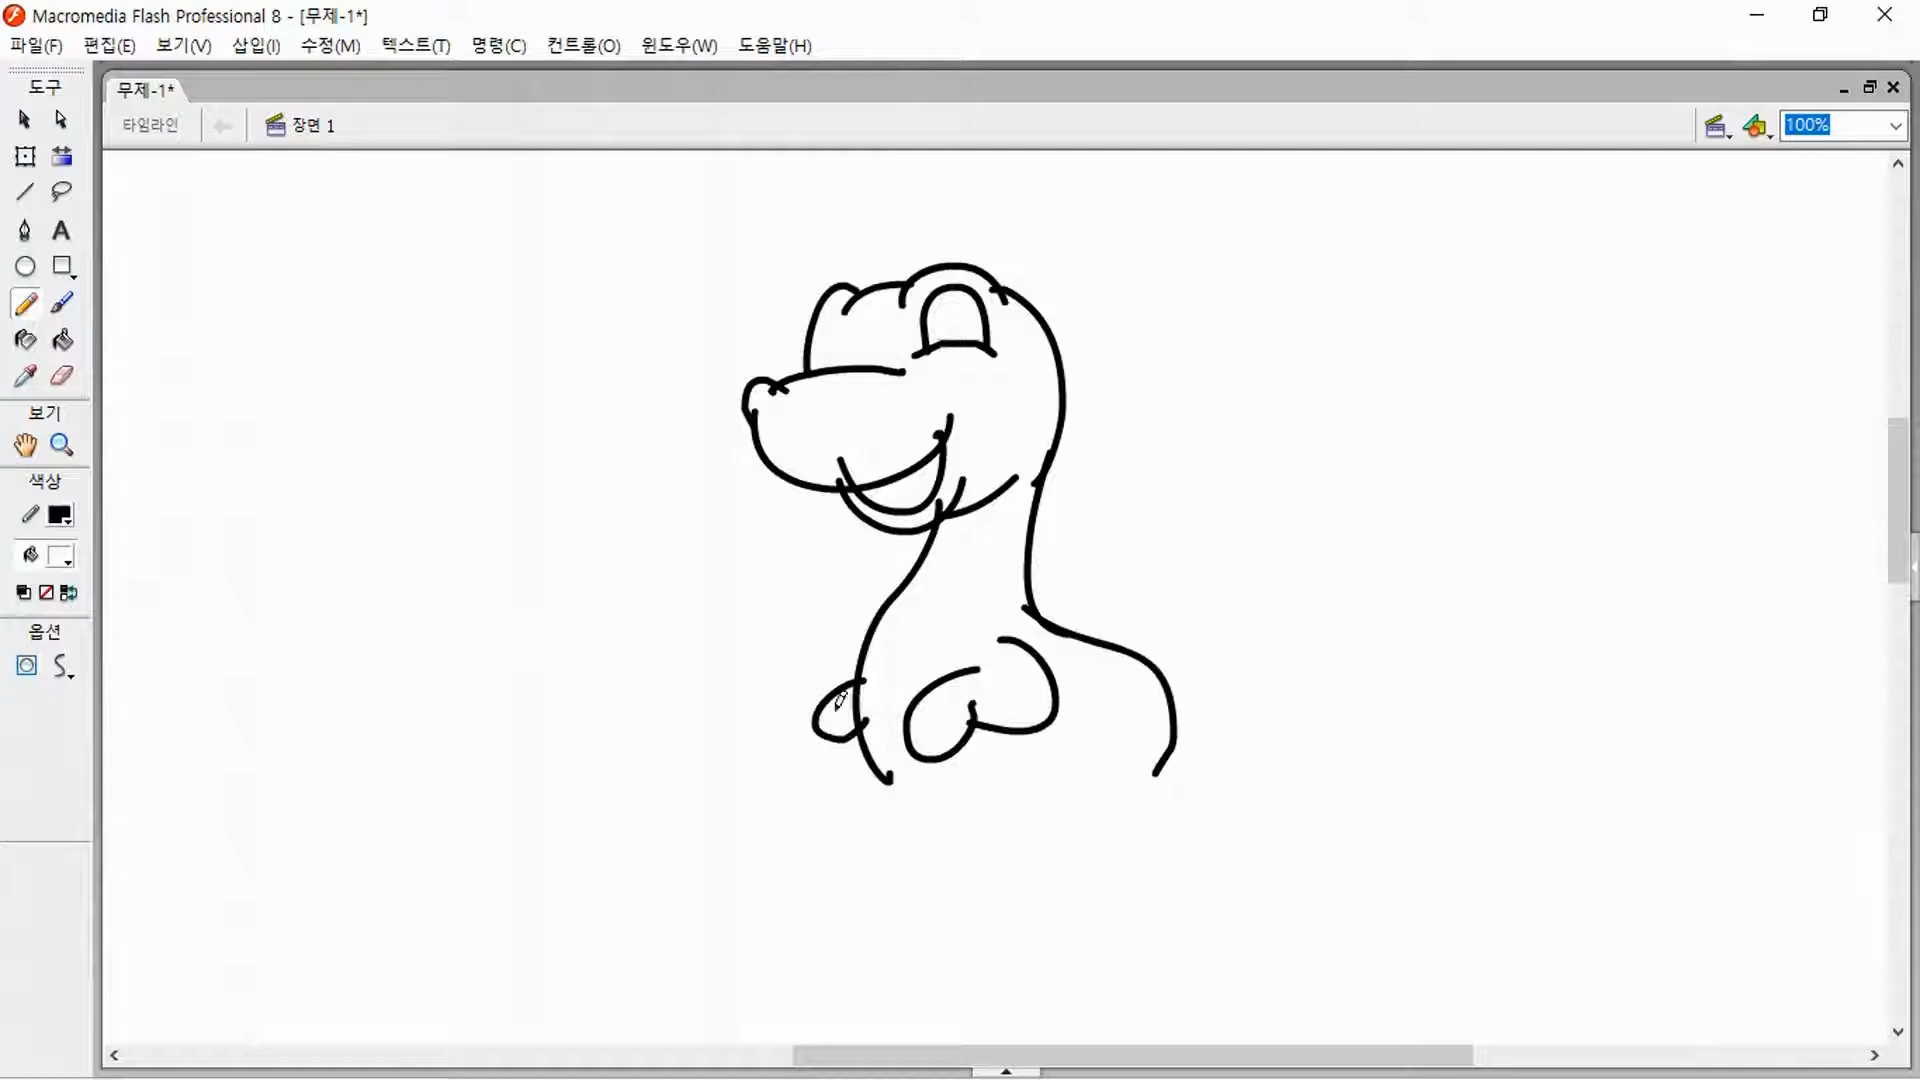 Macromedia Flash Professional 8 - [무제-1*]
파일(F) 편집(E) 보기(V) 삽입(I) 수정(M) 텍스트(T) 명령(C) 컨트롤(O) 윈도우(W) 도움말(H)
도구
무제-1*
타임라인
장면 1
100%
A
보기
색상
옵션